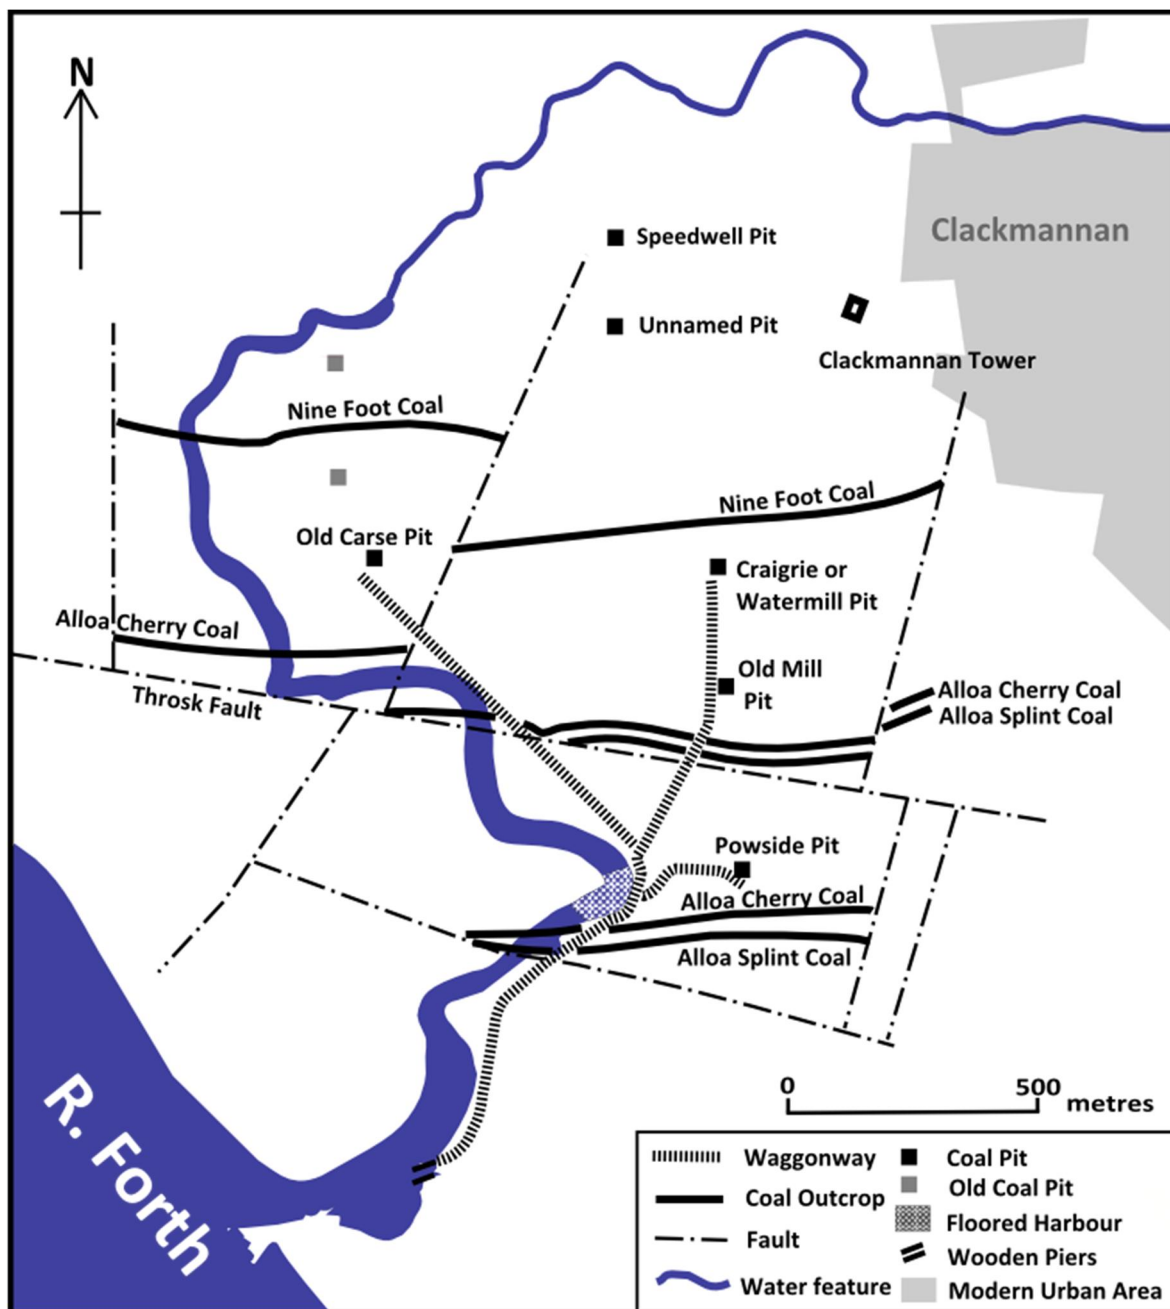 N
Clackmannan
Speedwell Pit
Unnamed Pit
Clackmannan Tower
Nine Foot Coal
Nine Foot Coal
Old Carse Pit
Craigrie or
Watermill Pit
Alloa Cherry Coal
Old Mill
Pit
Throsk Fault
Alloa Cherry Coal
Alloa Splint Coal
Powside Pit
Alloa Cherry Coal
Alloa Splint Coal
R. Forth
0
500
metres
Waggonway
Coal Outcrop
Fault
Water feature
Coal Pit
Old Coal Pit
Floored Harbour
Wooden Piers
Modern Urban Area